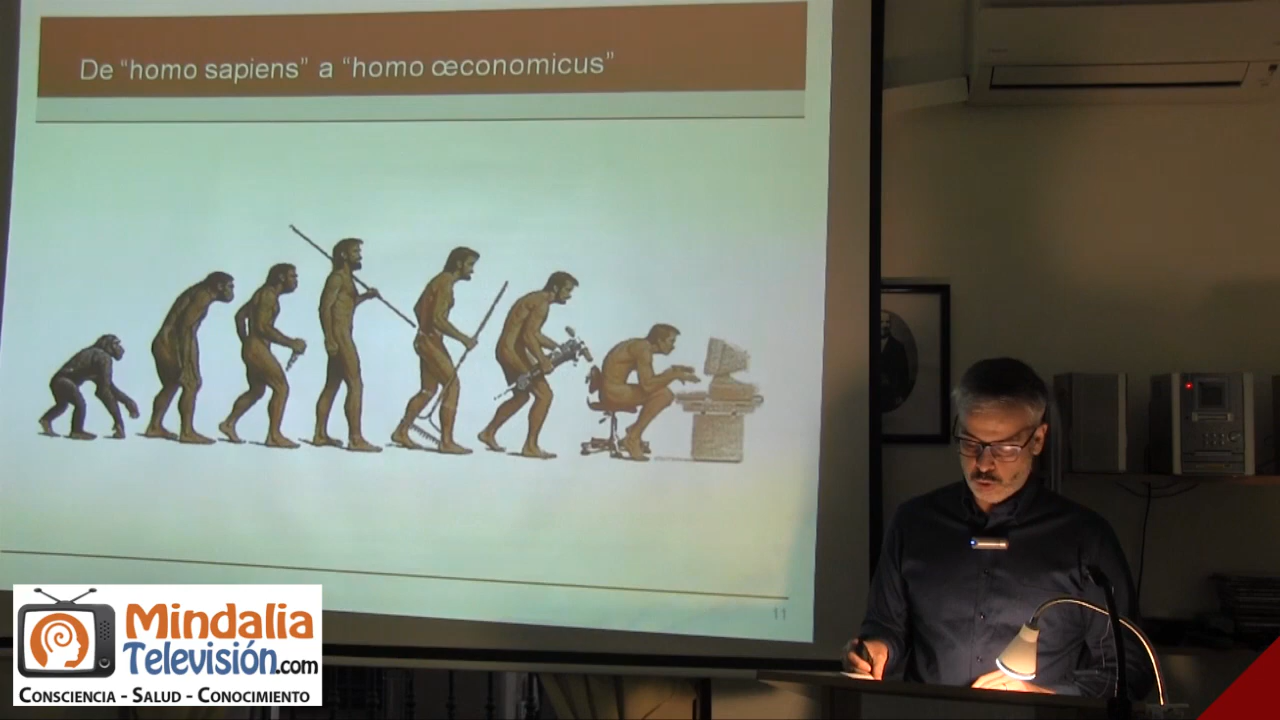 De “homo sapiens” a “homo œconomicus”
11
Mindalia
Televisión.com
Consciencia - Salud - Conocimiento